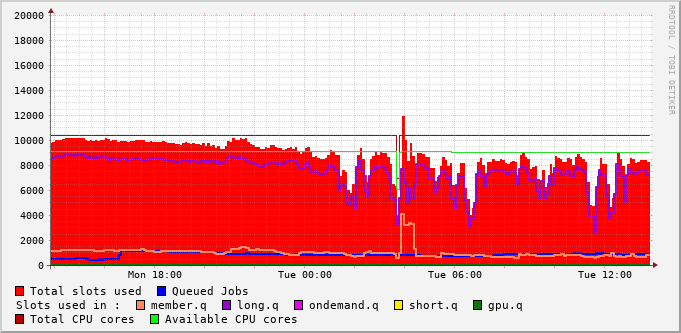 20000
18000
16000
14000
12000
10000
8000
6000
4000
2000
0
Mon 18:00 Tue 00:00 Tue 06:00 Tue 12:00
Total slots used Queued Jobs
Slots used in : member.q long.q ondemand.q short.q gpu.q
Total CPU cores Available CPU cores
RRDTOOL / TOBI OETIKER